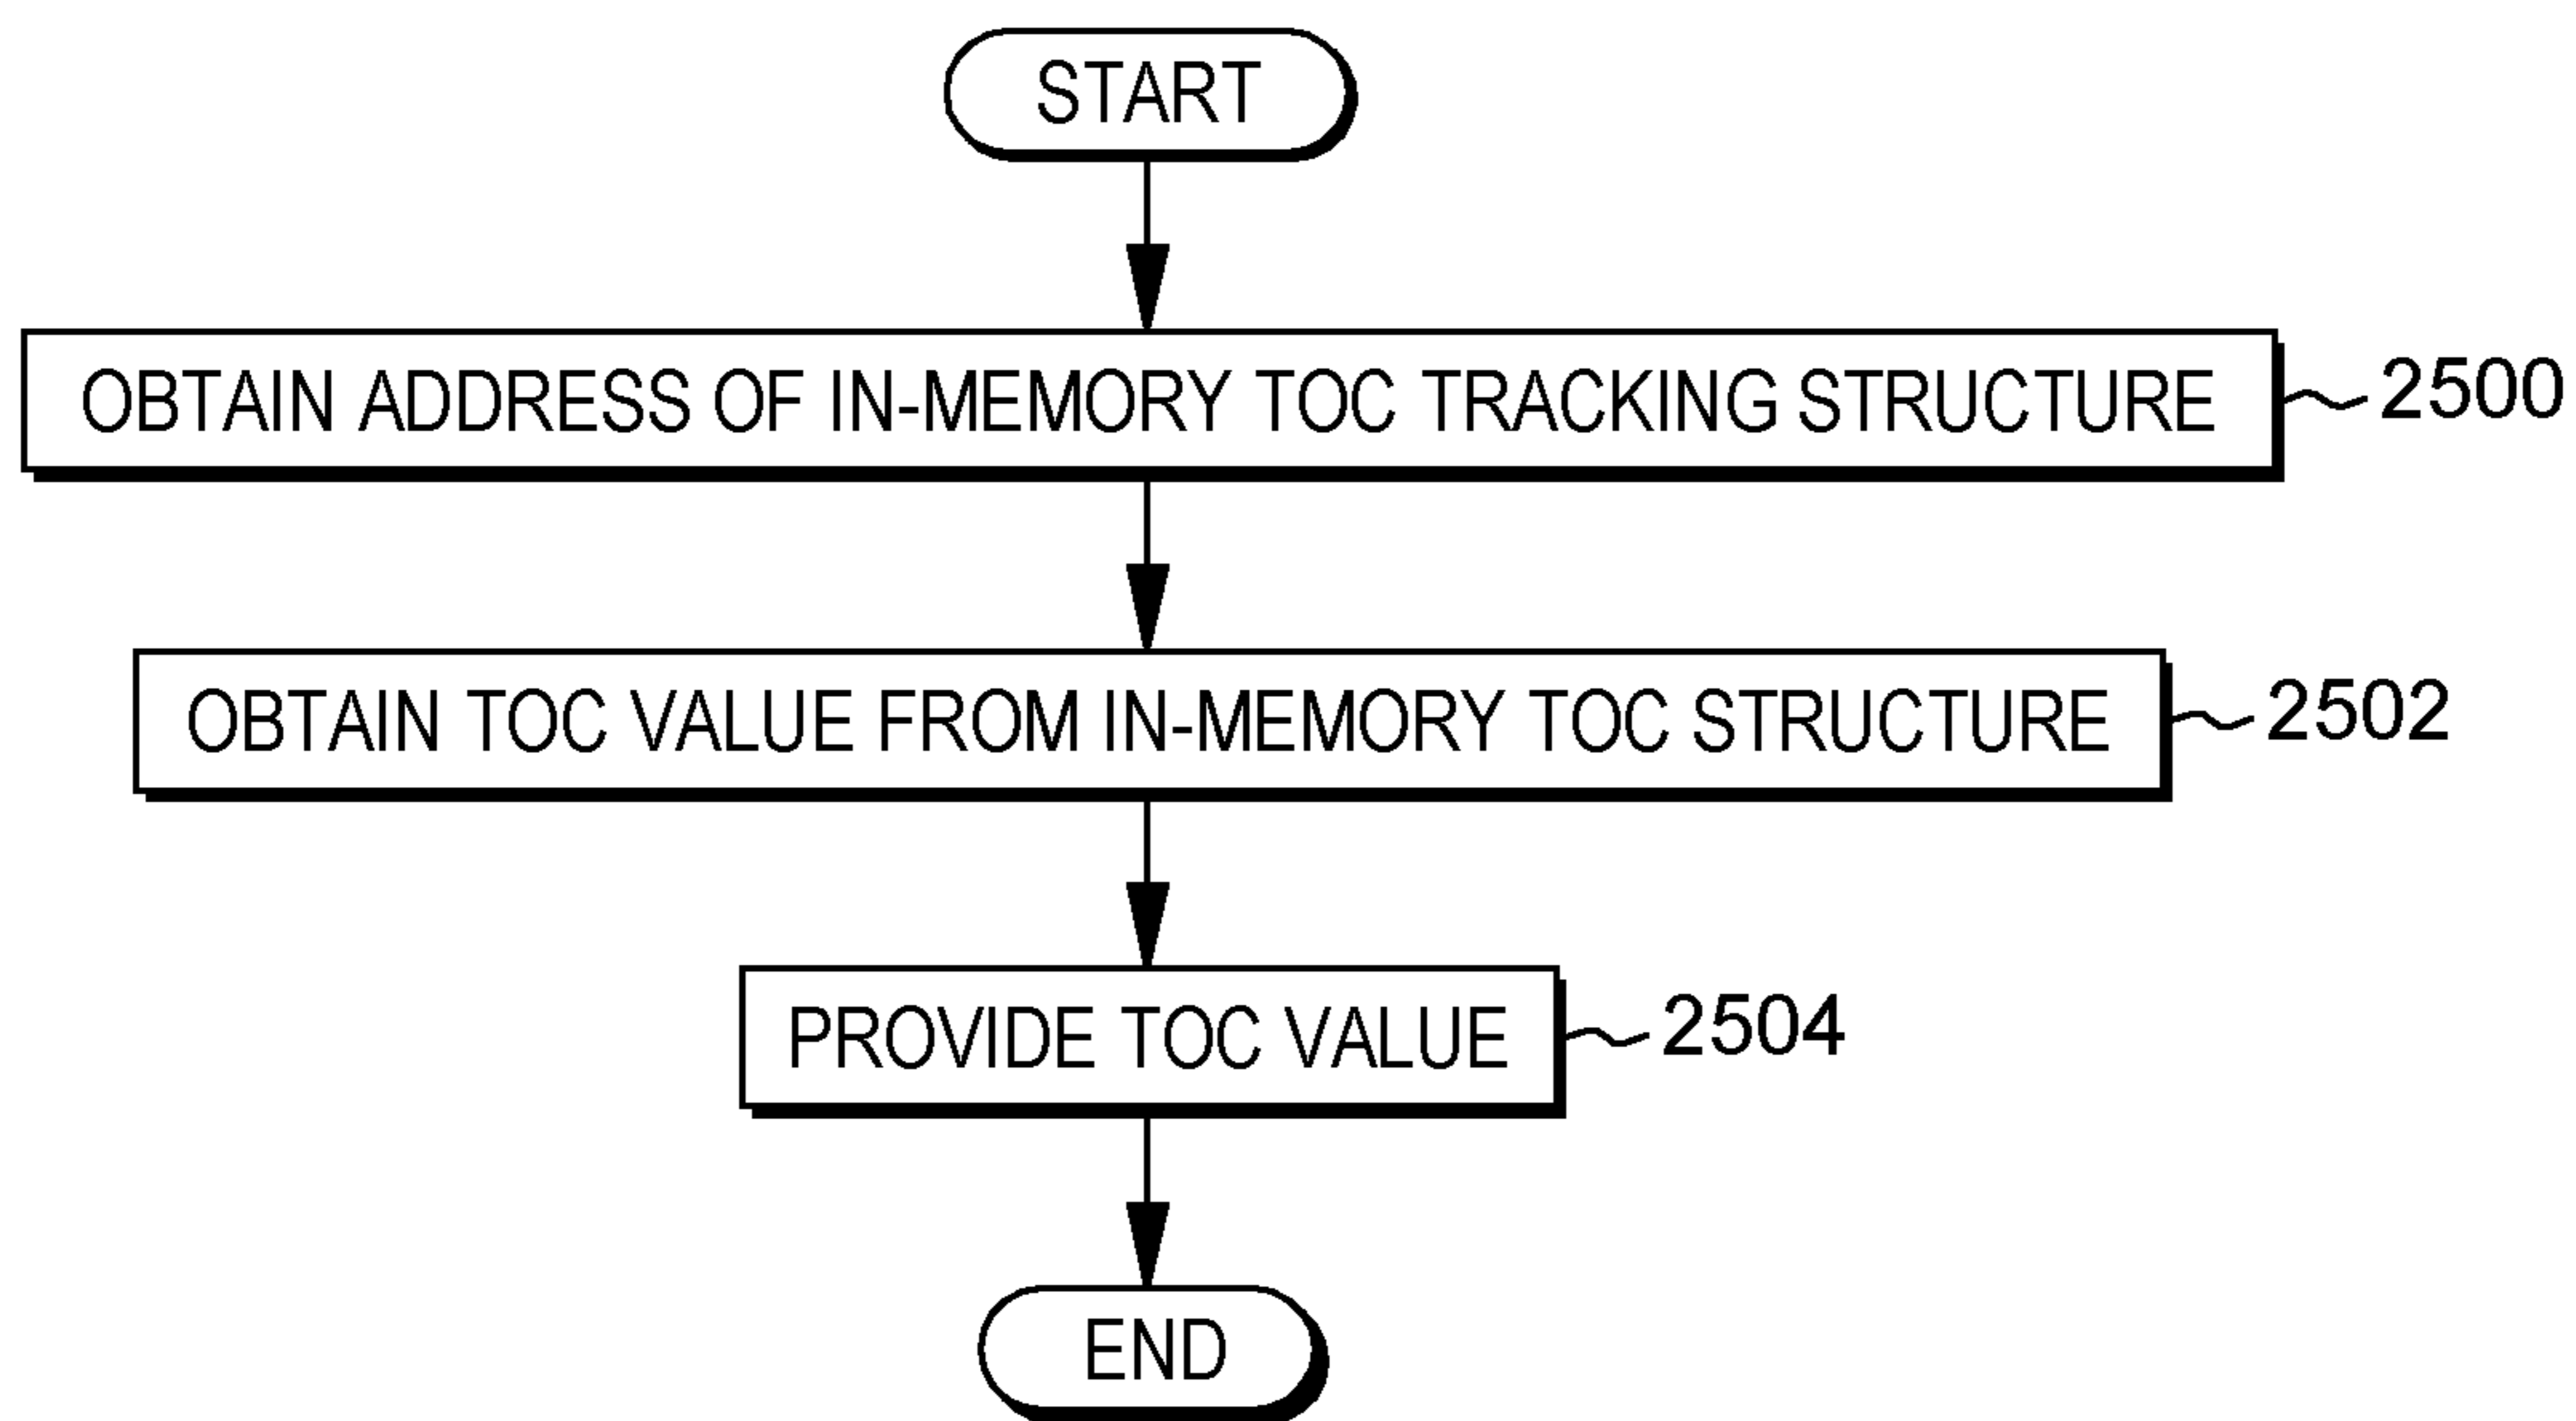 START
OBTAIN ADDRESS OF IN-MEMORY TOC TRACKING STRUCTURE 2500
OBTAIN TOC VALUE FROM IN-MEMORY TOC STRUCTURE 2502
PROVIDE TOC VALUE 2504
END